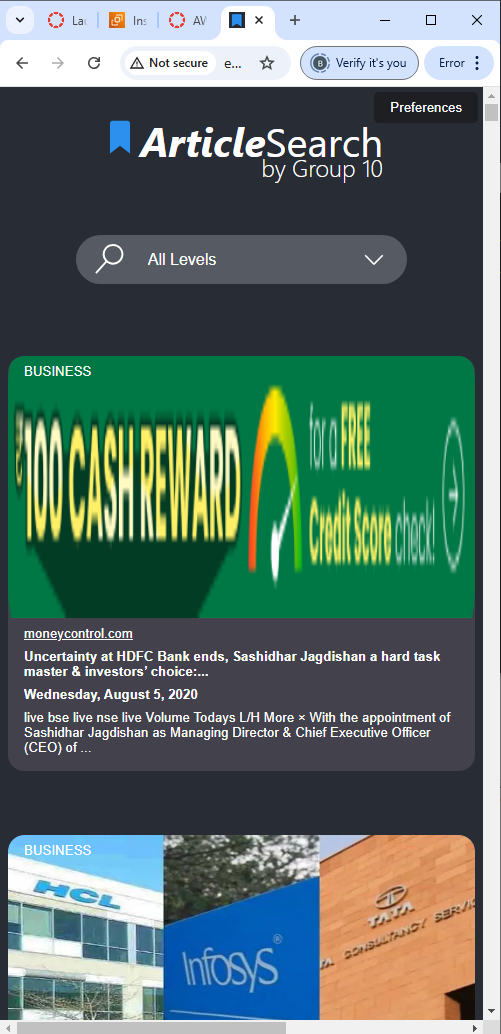 La
Ins
AV
Not secure
e...
Verify it's you
Error
Preferences
ArticleSearch
by Group 10
All Levels
BUSINESS
₹100 CASH REWARD
for a FREE
Credit Score check!
moneycontrol.com
Uncertainty at HDFC Bank ends, Sashidhar Jagdishan a hard task
master & investors’ choice:...
Wednesday, August 5, 2020
live bse live nse live Volume Todays L/H More × With the appointment of
Sashidhar Jagdishan as Managing Director & Chief Executive Officer
(CEO) of ...
BUSINESS
HCL
Infosys®
TATA
TA CONSULTANCY SERVIC